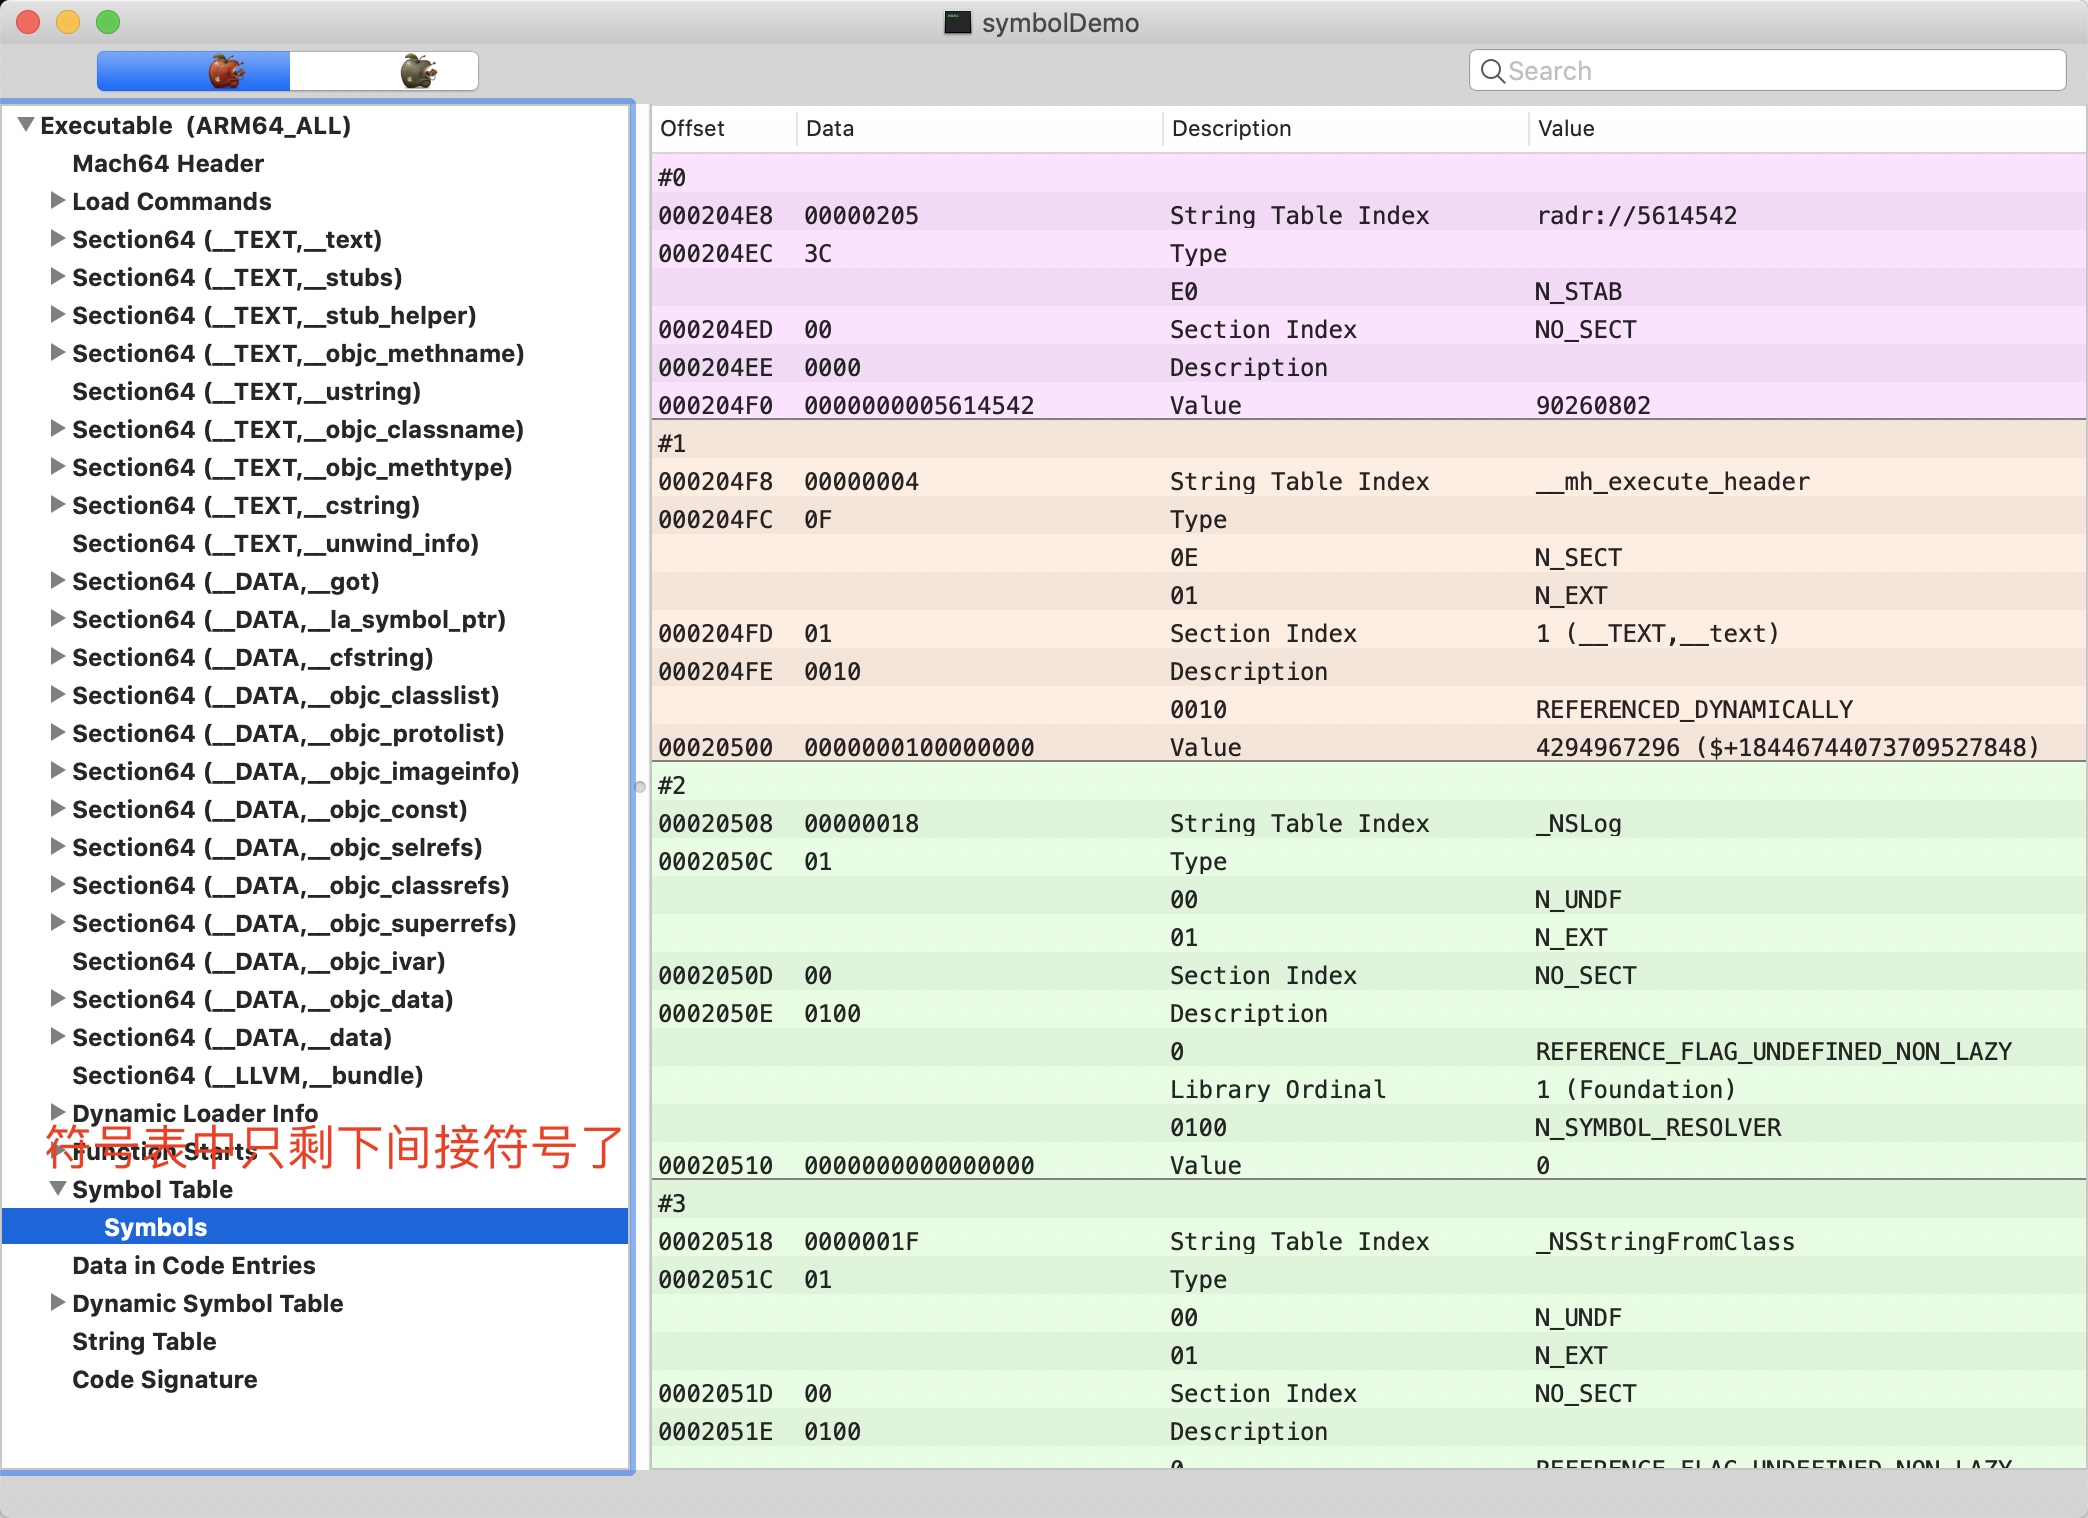 symbolDemo
Search
Executable (ARM64_ALL)
Mach64 Header
Load Commands
Section64 (__TEXT,__text)
Section64 (__TEXT,__stubs)
Section64 (__TEXT,__stub_helper)
Section64 (__TEXT,__objc_methname)
Section64 (__TEXT,__ustring)
Section64 (__TEXT,__objc_classname)
Section64 (__TEXT,__objc_methtype)
Section64 (__TEXT,__cstring)
Section64 (__TEXT,__unwind_info)
Section64 (__DATA,__got)
Section64 (__DATA,__la_symbol_ptr)
Section64 (__DATA,__cfstring)
Section64 (__DATA,__objc_classlist)
Section64 (__DATA,__objc_protolist)
Section64 (__DATA,__objc_imageinfo)
Section64 (__DATA,__objc_const)
Section64 (__DATA,__objc_selrefs)
Section64 (__DATA,__objc_classrefs)
Section64 (__DATA,__objc_superrefs)
Section64 (__DATA,__objc_ivar)
Section64 (__DATA,__objc_data)
Section64 (__DATA,__data)
Section64 (__LLVM,__bundle)
Dynamic Loader Info
符号表中只剩下间接符号了
Function Starts
Symbol Table
Symbols
Data in Code Entries
Dynamic Symbol Table
String Table
Code Signature
Offset Data Description Value
#0
000204E8 00000205 String Table Index radr://5614542
000204EC 3C Type
E0 N_STAB
000204ED 00 Section Index NO_SECT
000204EE 0000 Description
000204F0 0000000005614542 Value 90260802
#1
000204F8 00000004 String Table Index __mh_execute_header
000204FC 0F Type
0E N_SECT
01 N_EXT
000204FD 01 Section Index 1 (__TEXT,__text)
000204FE 0010 Description
0010 REFERENCED_DYNAMICALLY
00020500 0000000100000000 Value 4294967296 ($+18446744073709527848)
#2
00020508 00000018 String Table Index _NSLog
0002050C 01 Type
00 N_UNDF
01 N_EXT
0002050D 00 Section Index NO_SECT
0002050E 0100 Description
0 REFERENCE_FLAG_UNDEFINED_NON_LAZY
Library Ordinal 1 (Foundation)
0100 N_SYMBOL_RESOLVER
00020510 0000000000000000 Value 0
#3
00020518 0000001F String Table Index _NSStringFromClass
0002051C 01 Type
00 N_UNDF
01 N_EXT
0002051D 00 Section Index NO_SECT
0002051E 0100 Description
0 REFERENCE_FLAG_UNDEFINED_NON_LAZY